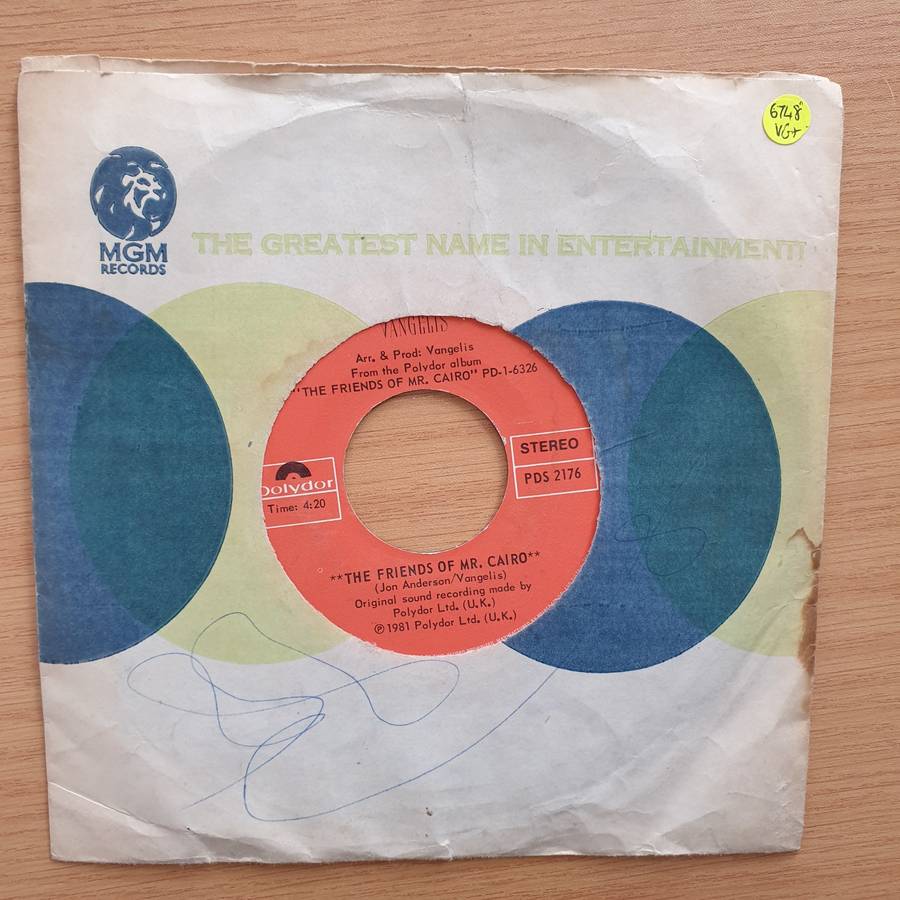 6748
VG+
MGM
RECORDS
THE GREATEST NAME IN ENTERTAINMENT!
VANGELIS
Arr. & Prod: Vangelis
From the Polydor album
"THE FRIENDS OF MR. CAIRO" PD-1-6326
STEREO
PDS 2176
polydor
Time: 4:20
**THE FRIENDS OF MR. CAIRO**
(Jon Anderson/Vangelis)
Original sound recording made by
Polydor Ltd. (U.K.)
℗ 1981 Polydor Ltd. (U.K.)